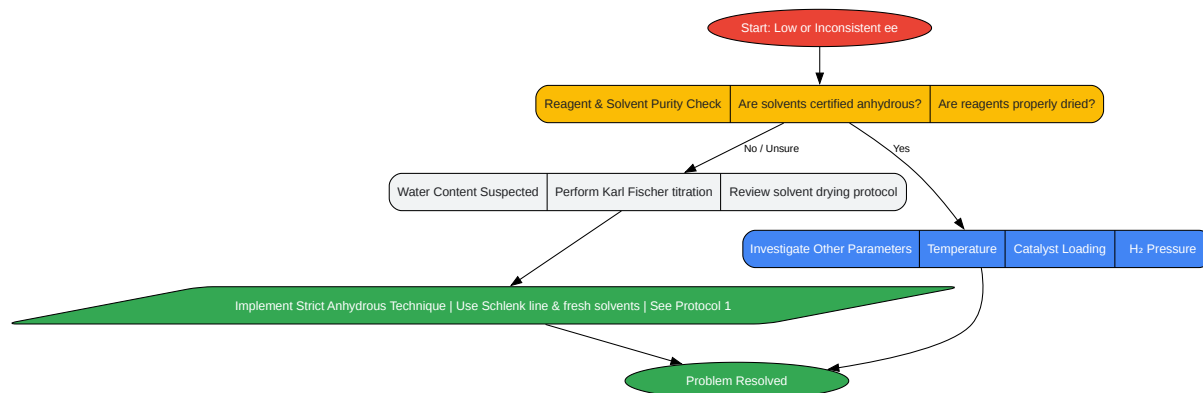 Start: Low or Inconsistent ee
Reagent & Solvent Purity Check
Are solvents certified anhydrous?
Are reagents properly dried?
No / Unsure
Yes
Water Content Suspected
Perform Karl Fischer titration
Review solvent drying protocol
Investigate Other Parameters
Temperature
Catalyst Loading
H₂ Pressure
Implement Strict Anhydrous Technique | Use Schlenk line & fresh solvents | See Protocol 1
Problem Resolved